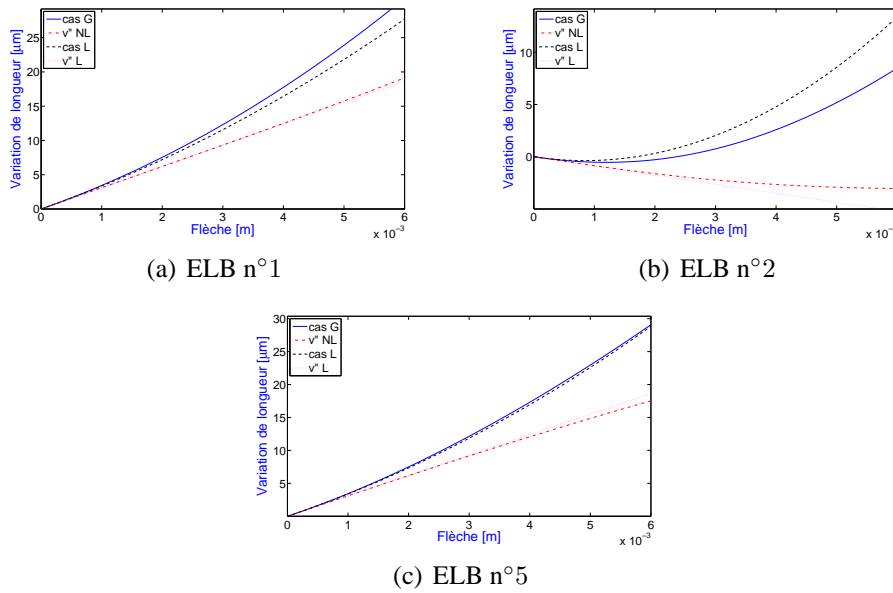 25
20
15
10
5
0
0
1
2
3
4
5
6
x 10⁻³
Variation de longueur [µm]
Flèche [m]
cas G
v'' NL
cas L
v'' L
(a) ELB n°1
10
5
0
0
1
2
3
4
5
6
x 10⁻
Variation de longueur [µm]
Flèche [m]
cas G
v'' NL
cas L
v'' L
(b) ELB n°2
30
25
20
15
10
5
0
1
2
3
4
5
6
x 10⁻³
Variation de longueur [µm]
Flèche [m]
cas G
v'' NL
cas L
v'' L
(c) ELB n°5